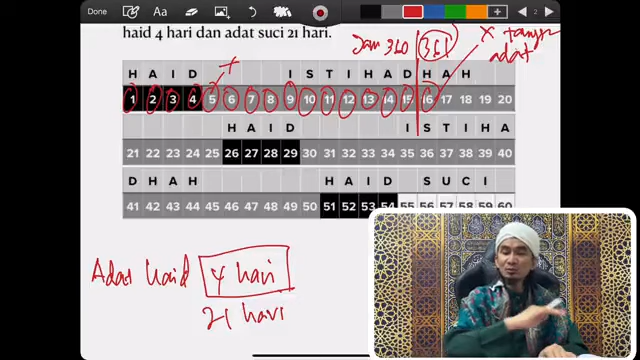 Done
2
haid 4 hari dan adat suci 21 hari.
Jam 360 361 x tanya
adat
x
H A I D I S T I H A D H A H
1 2 3 4 5 6 7 8 9 10 11 12 13 14 15 16 17 18 19 20
H A I D I S T I H A
21 22 23 24 25 26 27 28 29 30 31 32 33 34 35 36 37 38 39 40
D H A H H A I D S U C I
41 42 43 44 45 46 47 48 49 50 51 52 53 54 55 56 57 58 59 60
Adat haid 4 hari
21 hari